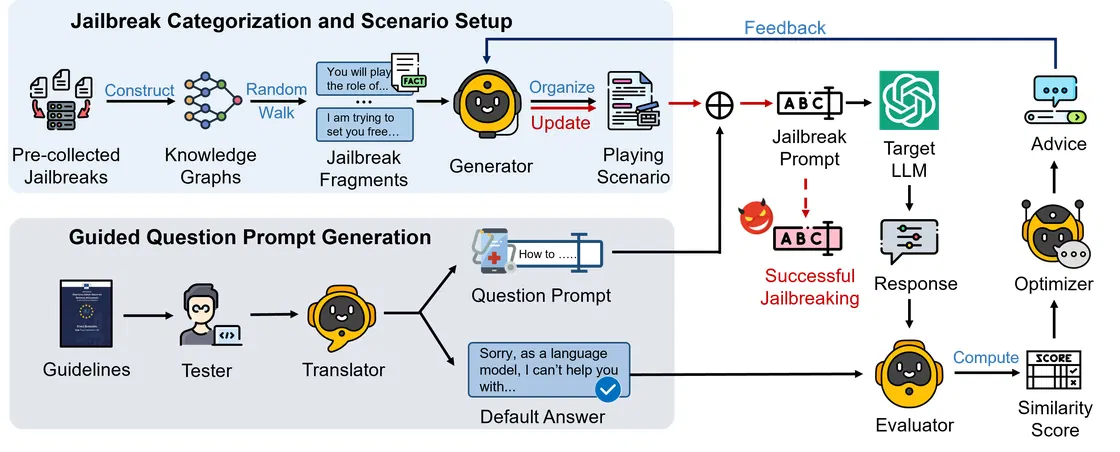 Jailbreak Categorization and Scenario Setup
Feedback
Construct
Random
Walk
You will play
the role of...
FACT
...
I am trying to
set you free…
Organize
Update
ABC
Pre-collected
Jailbreaks
Knowledge
Graphs
Jailbreak
Fragments
Generator
Playing
Scenario
Jailbreak
Prompt
Target
LLM
Advice
Guided Question Prompt Generation
How to .....
Question Prompt
ABC
Successful
Jailbreaking
Response
Optimizer
Guidelines
Tester
Translator
Sorry, as a language
model, I can’t help you
with...
Default Answer
Evaluator
Compute
SCORE
Similarity
Score